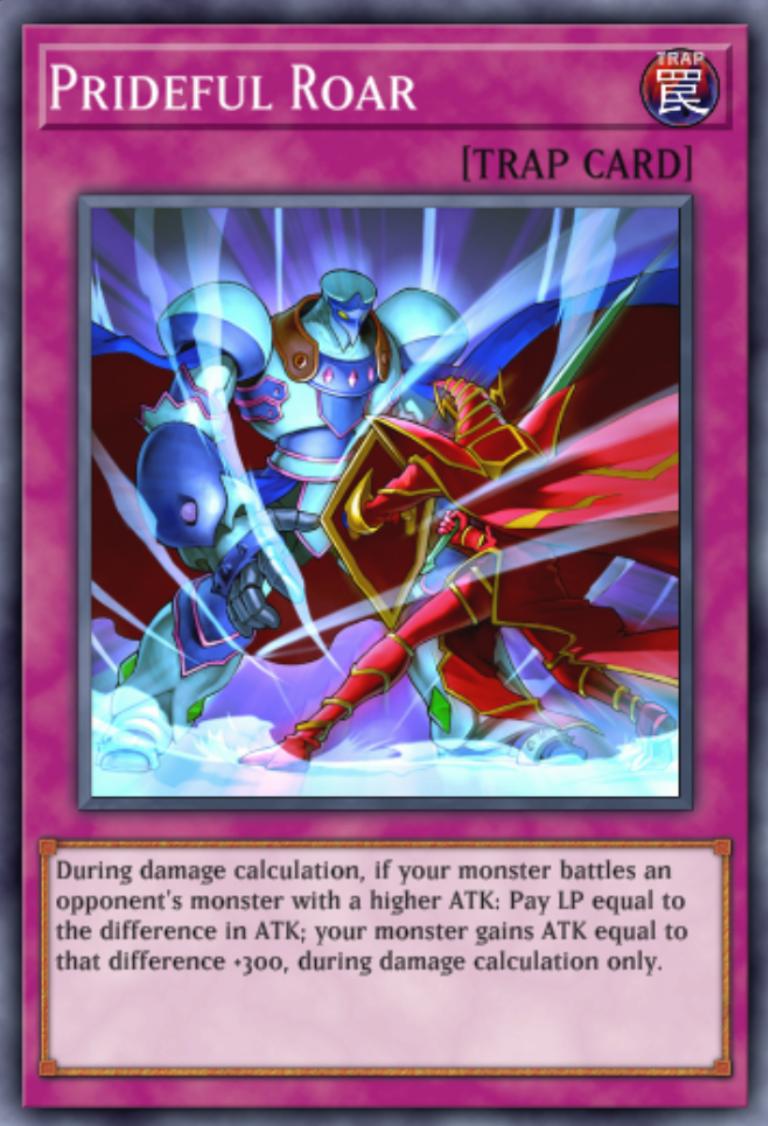 PRIDEFUL ROAR
TRAP
罠
[TRAP CARD]
During damage calculation, if your monster battles an
opponent's monster with a higher ATK: Pay LP equal to
the difference in ATK; your monster gains ATK equal to
that difference +300, during damage calculation only.